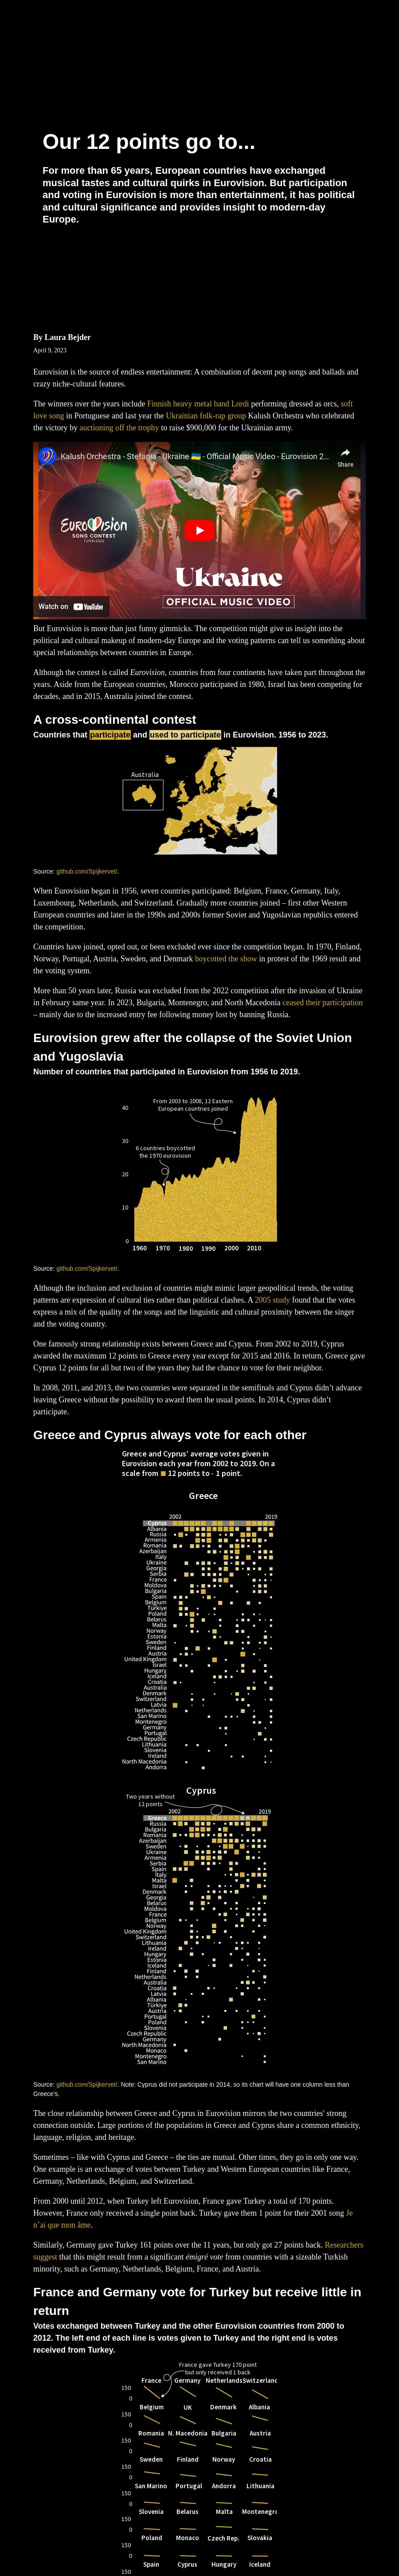 Our 12 points go to...
For more than 65 years, European countries have exchanged
musical tastes and cultural quirks in Eurovision. But participation
and voting in Eurovision is more than entertainment, it has political
and cultural significance and provides insight to modern-day
Europe.
By Laura Bejder
April 9, 2023
Eurovision is the source of endless entertainment: A combination of decent pop songs and ballads and
crazy niche-cultural features.
The winners over the years include Finnish heavy metal band Lordi performing dressed as orcs, soft
love song in Portuguese and last year the Ukrainian folk-rap group Kalush Orchestra who celebrated
the victory by auctioning off the trophy to raise $900,000 for the Ukrainian army.
Kalush Orchestra - Stefania - Ukraine 🇺🇦 - Official Music Video - Eurovision 2...
Share
EUROVISION
SONG CONTEST
TURIN 2022
Ukraine
OFFICIAL MUSIC VIDEO
Watch on YouTube
But Eurovision is more than just funny gimmicks. The competition might give us insight into the
political and cultural makeup of modern-day Europe and the voting patterns can tell us something about
special relationships between countries in Europe.
Although the contest is called Eurovision, countries from four continents have taken part throughout the
years. Aside from the European countries, Morocco participated in 1980, Israel has been competing for
decades, and in 2015, Australia joined the contest.
A cross-continental contest
Countries that participate and used to participate in Eurovision. 1956 to 2023.
Australia
Source: github.com/Spijkervet/.
When Eurovision began in 1956, seven countries participated: Belgium, France, Germany, Italy,
Luxembourg, Netherlands, and Switzerland. Gradually more countries joined – first other Western
European countries and later in the 1990s and 2000s former Soviet and Yugoslavian republics entered
the competition.
Countries have joined, opted out, or been excluded ever since the competition began. In 1970, Finland,
Norway, Portugal, Austria, Sweden, and Denmark boycotted the show in protest of the 1969 result and
the voting system.
More than 50 years later, Russia was excluded from the 2022 competition after the invasion of Ukraine
in February same year. In 2023, Bulgaria, Montenegro, and North Macedonia ceased their participation
– mainly due to the increased entry fee following money lost by banning Russia.
Eurovision grew after the collapse of the Soviet Union
and Yugoslavia
Number of countries that participated in Eurovision from 1956 to 2019.
From 2003 to 2008, 12 Eastern
European countries joined
40
30
6 countries boycotted
the 1970 eurovision
20
10
0
1960 1970 1980 1990 2000 2010
Source: github.com/Spijkervet/.
Although the inclusion and exclusion of countries might mirror larger geopolitical trends, the voting
patterns are expression of cultural ties rather than political clashes. A 2005 study found that the votes
express a mix of the quality of the songs and the linguistic and cultural proximity between the singer
and the voting country.
One famously strong relationship exists between Greece and Cyprus. From 2002 to 2019, Cyprus
awarded the maximum 12 points to Greece every year except for 2015 and 2016. In return, Greece gave
Cyprus 12 points for all but two of the years they had the chance to vote for their neighbor.
In 2008, 2011, and 2013, the two countries were separated in the semifinals and Cyprus didn't advance
leaving Greece without the possibility to award them the usual points. In 2014, Cyprus didn't
participate.
Greece and Cyprus always vote for each other
Greece and Cyprus' average votes given in
Eurovision each year from 2002 to 2019. On a
scale from 12 points to · 1 point.
Greece
2002 2019
Cyprus
Albania
Russia
Armenia
Romania
Azerbaijan
Italy
Ukraine
Georgia
Serbia
France
Moldova
Bulgaria
Spain
Belgium
Türkiye
Poland
Belarus
Malta
Norway
Estonia
Sweden
Finland
Austria
United Kingdom
Israel
Hungary
Iceland
Croatia
Australia
Denmark
Switzerland
Latvia
Netherlands
San Marino
Montenegro
Germany
Portugal
Czech Republic
Lithuania
Slovenia
Ireland
North Macedonia
Andorra
Cyprus
Two years without
12 points
2002 2019
Greece
Russia
Bulgaria
Romania
Azerbaijan
Sweden
Ukraine
Armenia
Serbia
Spain
Italy
Malta
Israel
Denmark
Georgia
Belarus
Moldova
France
Belgium
Norway
United Kingdom
Switzerland
Lithuania
Ireland
Hungary
Estonia
Iceland
Finland
Netherlands
Australia
Croatia
Latvia
Albania
Türkiye
Austria
Portugal
Poland
Slovenia
Czech Republic
Germany
North Macedonia
Monaco
Montenegro
San Marino
Source: github.com/Spijkervet/. Note: Cyprus did not participate in 2014, so its chart will have one column less than
Greece's.
The close relationship between Greece and Cyprus in Eurovision mirrors the two countries' strong
connection outside. Large portions of the populations in Greece and Cyprus share a common ethnicity,
language, religion, and heritage.
Sometimes – like with Cyprus and Greece – the ties are mutual. Other times, they go in only one way.
One example is an exchange of votes between Turkey and Western European countries like France,
Germany, Netherlands, Belgium, and Switzerland.
From 2000 until 2012, when Turkey left Eurovision, France gave Turkey a total of 170 points.
However, France only received a single point back. Turkey gave them 1 point for their 2001 song Je
n'ai que mon âme.
Similarly, Germany gave Turkey 161 points over the 11 years, but only got 27 points back. Researchers
suggest that this might result from a significant émigré vote from countries with a sizeable Turkish
minority, such as Germany, Netherlands, Belgium, France, and Austria.
France and Germany vote for Turkey but receive little in
return
Votes exchanged between Turkey and the other Eurovision countries from 2000 to
2012. The left end of each line is votes given to Turkey and the right end is votes
received from Turkey.
France gave Turkey 170 point
but only received 1 back
France Germany Netherlands Switzerland
150
0
Belgium UK Denmark Albania
150
0
Romania N. Macedonia Bulgaria Austria
150
0
Sweden Finland Norway Croatia
150
0
San Marino Portugal Andorra Lithuania
150
0
Slovenia Belarus Malta Montenegro
150
0
Poland Monaco Czech Rep. Slovakia
150
0
Spain Cyprus Hungary Iceland
150